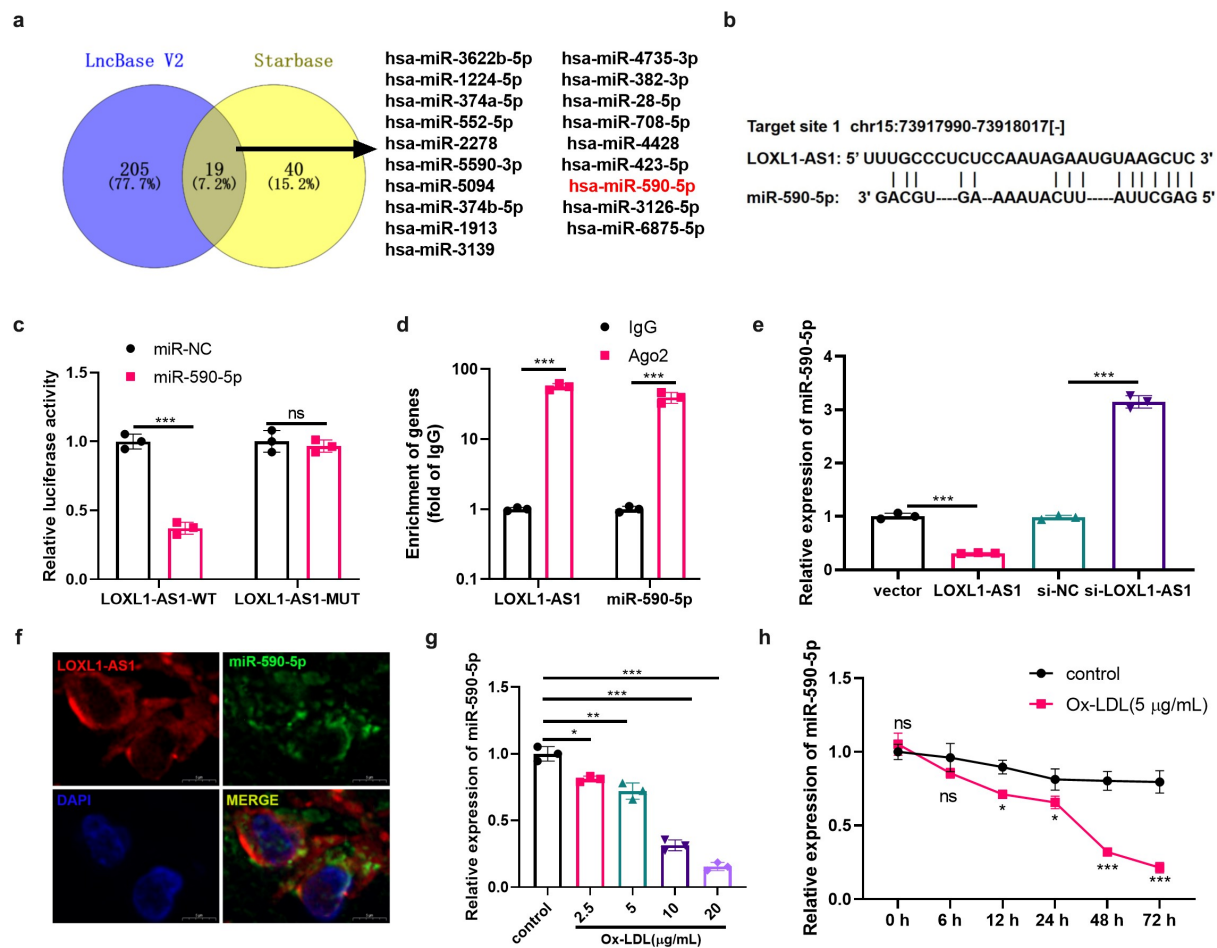 a
LncBase V2
Starbase
205
(77.7%)
19
(7.2%)
40
(15.2%)
hsa-miR-3622b-5p
hsa-miR-1224-5p
hsa-miR-374a-5p
hsa-miR-552-5p
hsa-miR-2278
hsa-miR-5590-3p
hsa-miR-5094
hsa-miR-374b-5p
hsa-miR-1913
hsa-miR-3139
hsa-miR-4735-3p
hsa-miR-382-3p
hsa-miR-28-5p
hsa-miR-708-5p
hsa-miR-4428
hsa-miR-423-5p
hsa-miR-590-5p
hsa-miR-3126-5p
hsa-miR-6875-5p
b
Target site 1 chr15:73917990-73918017[-]
LOXL1-AS1: 5' UUUGCCCUCUCCAAUAGAAUGUAAGCUC 3'
miR-590-5p: 3' GACGU----GA--AAAUACUU-----AUUCGAG 5'
c
miR-NC
miR-590-5p
Relative luciferase activity
1.5
1.0
0.5
0.0
***
ns
LOXL1-AS1-WT
LOXL1-AS1-MUT
d
IgG
Ago2
Enrichment of genes
(fold of IgG)
100
10
1
0.1
***
***
LOXL1-AS1
miR-590-5p
e
Relative expression of miR-590-5p
5
4
3
2
1
0
***
***
vector
LOXL1-AS1
si-NC
si-LOXL1-AS1
f
LOXL1-AS1
miR-590-5p
DAPI
MERGE
g
Relative expression of miR-590-5p
1.5
1.0
0.5
0.0
***
***
**
*
control
2.5
5
10
20
Ox-LDL(μg/mL)
h
Relative expression of miR-590-5p
1.5
1.0
0.5
0.0
control
Ox-LDL(5 μg/mL)
ns
ns
*
*
***
***
0 h
6 h
12 h
24 h
48 h
72 h